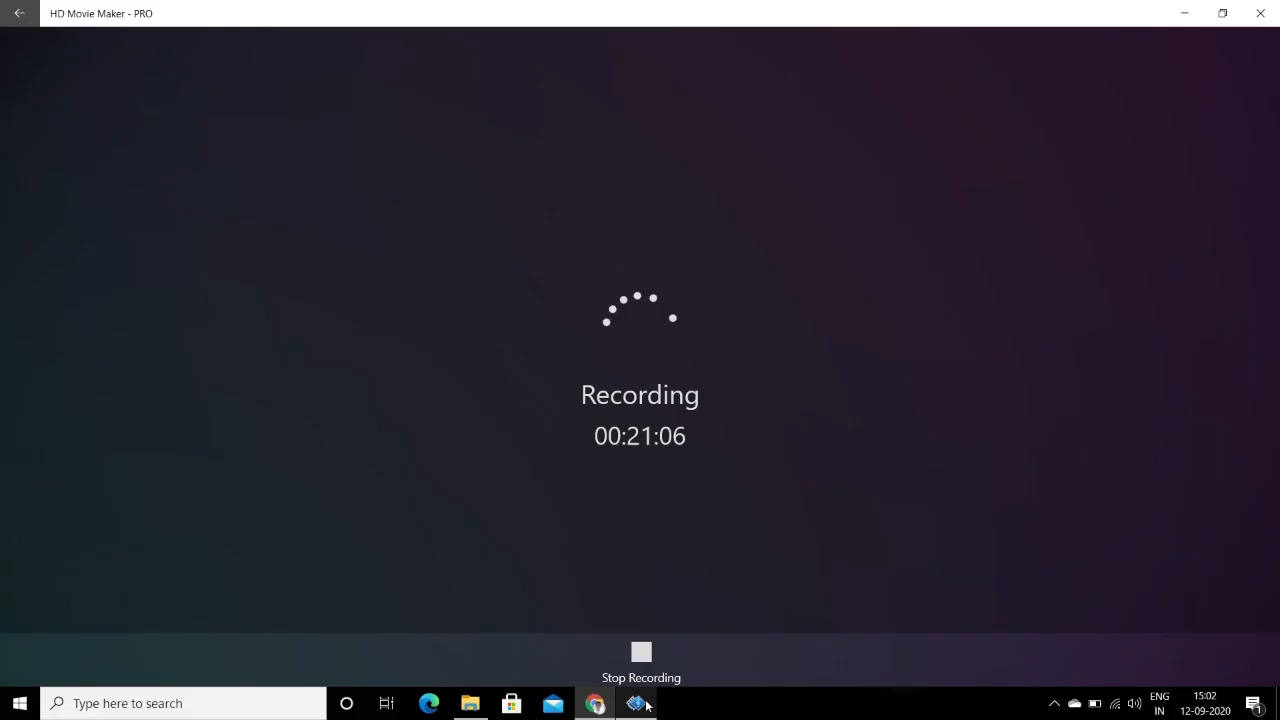 HD Movie Maker - PRO
Recording
00:21:06
Stop Recording
Type here to search
ENG
IN
15:02
12-09-2020
1